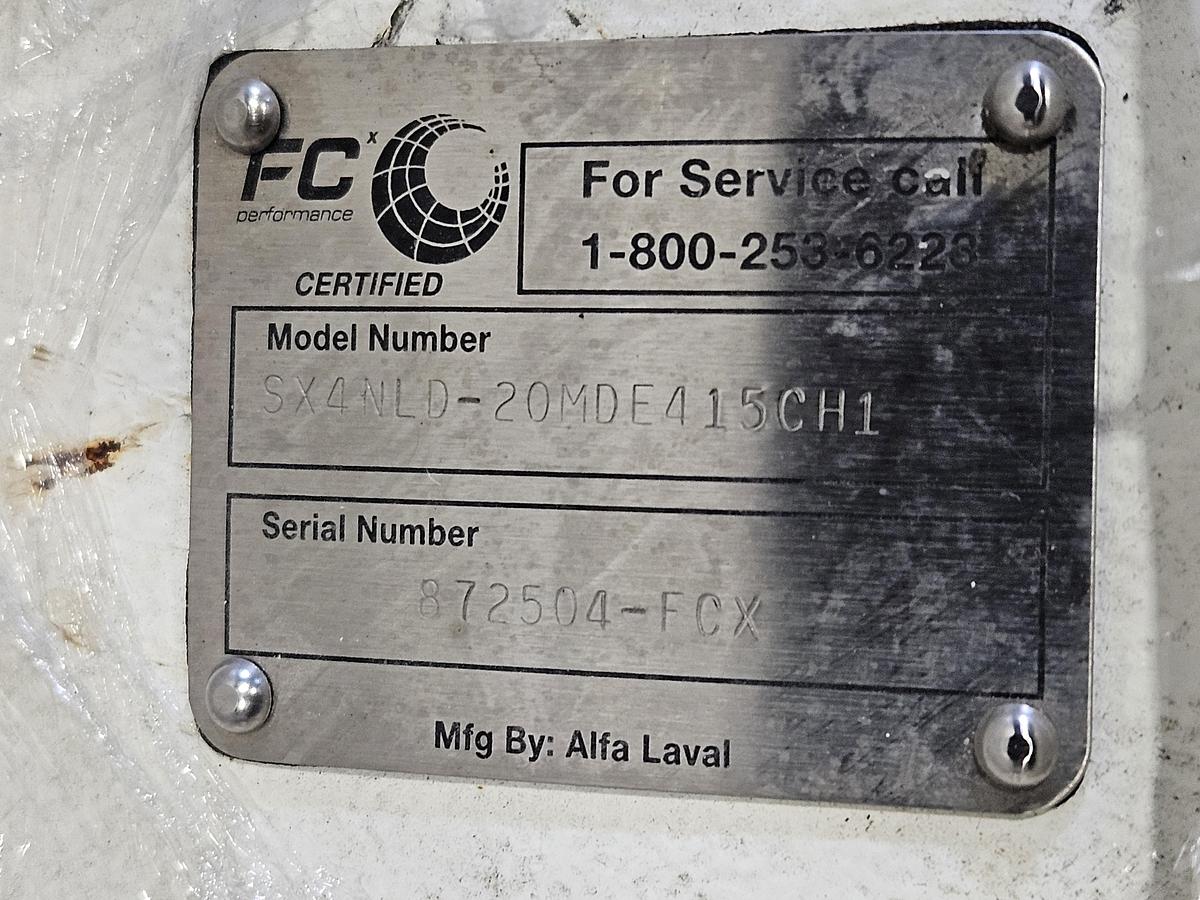 FCx
performance
CERTIFIED
For Service call
1-800-253-6223
Model Number
SX4NLD-20MDE415CH1
Serial Number
872504-FCX
Mfg By: Alfa Laval